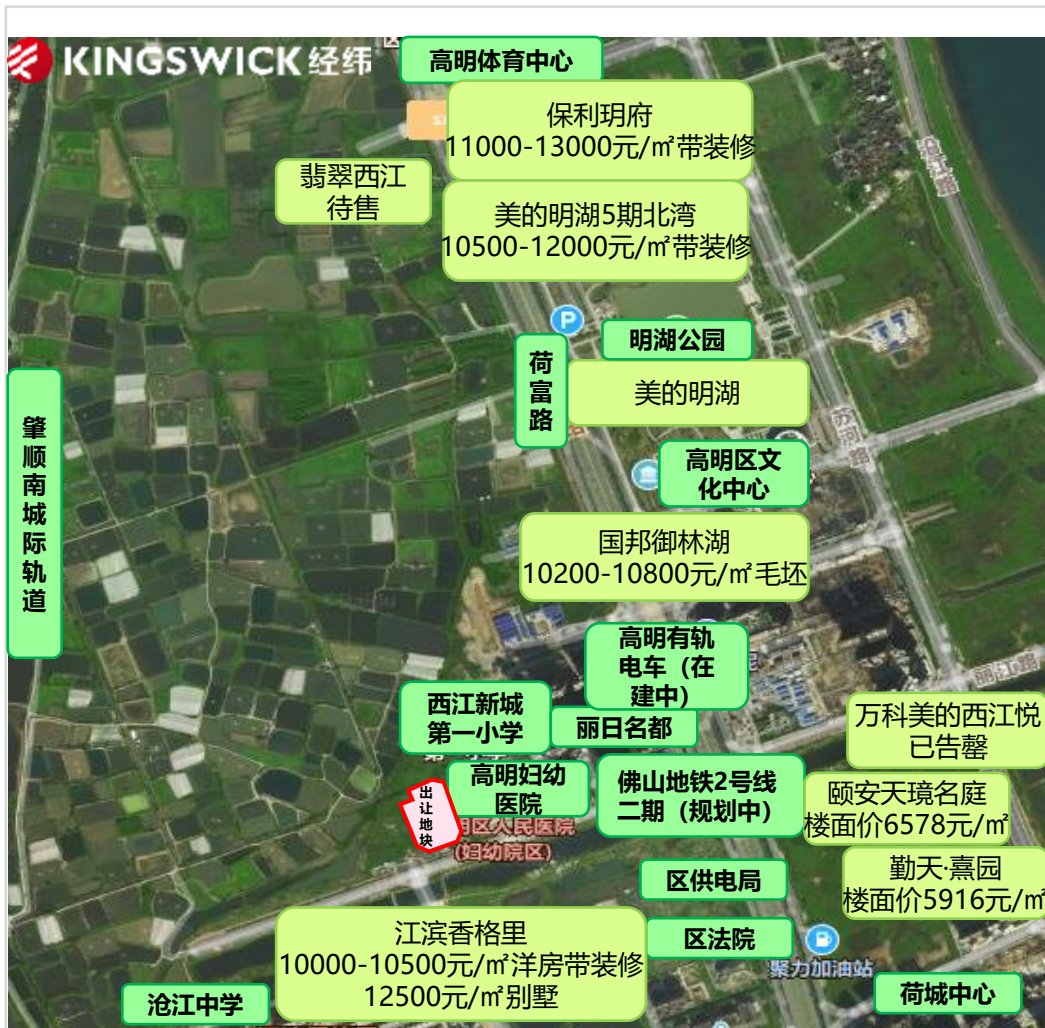 KINGSWICK 经纬
区
高明体育中心
保利玥府
11000-13000元/㎡带装修
翡翠西江
待售
美的明湖5期北湾
10500-12000元/㎡带装修
沧江路
P
明湖公园
荷富路
美的明湖
肇顺南城际轨道
苏河路
高明区文
化中心
国邦御林湖
10200-10800元/㎡毛坯
高明有轨
电车（在
建中）
丽江路
西江新城
第一小学
丽日名都
万科美的西江悦
已告罄
高明妇幼
医院
佛山地铁2号线
二期（规划中）
颐安天璄名庭
楼面价6578元/㎡
出让地块
明区人民医院
(妇幼院区)
区供电局
勤天·熹园
楼面价5916元/㎡
江滨香格里
10000-10500元/㎡洋房带装修
12500元/㎡别墅
区法院
聚力加油站
沧江中学
荷城中心